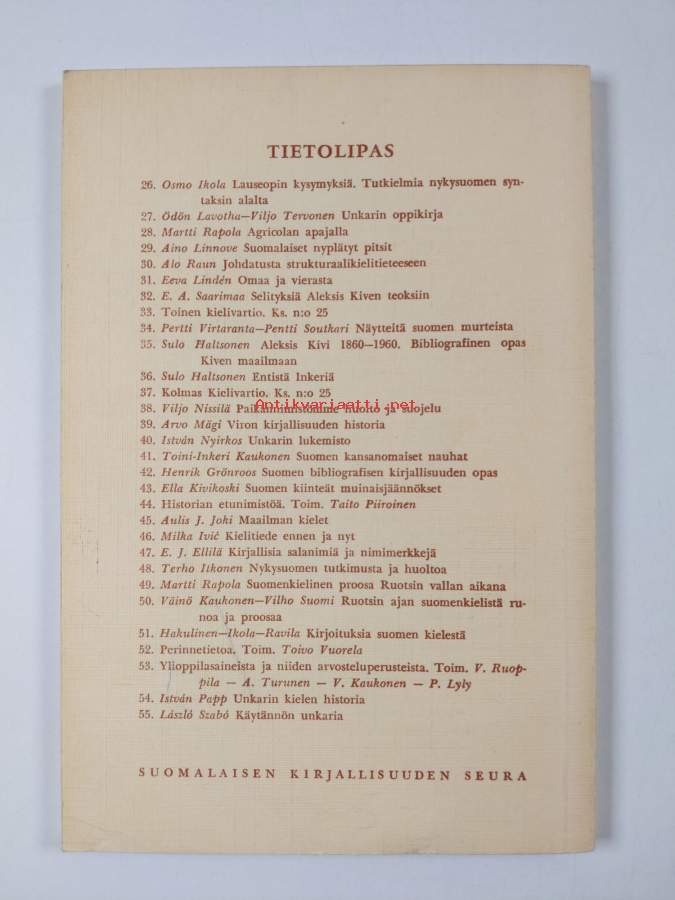 TIETOLIPAS
26. Osmo Ikola Lauseopin kysymyksiä. Tutkielmia nykysuomen syn-
taksin alalta
27. Ödön Lavotha—Viljo Tervonen Unkarin oppikirja
28. Martti Rapola Agricolan apajalla
29. Aino Linnove Suomalaiset nyplätyt pitsit
30. Alo Raun Johdatusta strukturaalikielitieteeseen
31. Eeva Lindén Omaa ja vierasta
32. E. A. Saarimaa Selityksiä Aleksis Kiven teoksiin
33. Toinen kielivartio. Ks. n:o 25
34. Pertti Virtaranta—Pentti Soutkari Näytteitä suomen murteista
35. Sulo Haltsonen Aleksis Kivi 1860—1960. Bibliografinen opas
Kiven maailmaan
36. Sulo Haltsonen Entistä Inkeriä
37. Kolmas Kielivartio. Ks. n:o 25
Antikvariaatti.net
38. Viljo Nissilä Paikannimistömme huolto ja suojelu
39. Arvo Mägi Viron kirjallisuuden historia
40. István Nyirkos Unkarin lukemisto
41. Toini-Inkeri Kaukonen Suomen kansanomaiset nauhat
42. Henrik Grönroos Suomen bibliografisen kirjallisuuden opas
43. Ella Kivikoski Suomen kiinteät muinaisjäännökset
44. Historian etunimistöä. Toim. Taito Piiroinen
45. Aulis J. Joki Maailman kielet
46. Milka Ivić Kielitiede ennen ja nyt
47. E. J. Ellilä Kirjallisia salanimiä ja nimimerkkejä
48. Terho Itkonen Nykysuomen tutkimusta ja huoltoa
49. Martti Rapola Suomenkielinen proosa Ruotsin vallan aikana
50. Väinö Kaukonen—Vilho Suomi Ruotsin ajan suomenkielistä ru-
noa ja proosaa
51. Hakulinen—Ikola—Ravila Kirjoituksia suomen kielestä
52. Perinnetietoa. Toim. Toivo Vuorela
53. Ylioppilasaineista ja niiden arvosteluperusteista. Toim. V. Ruop-
pila — A. Turunen — V. Kaukonen — P. Lyly
54. István Papp Unkarin kielen historia
55. László Szabó Käytännön unkaria
SUOMALAISEN KIRJALLISUUDEN SEURA